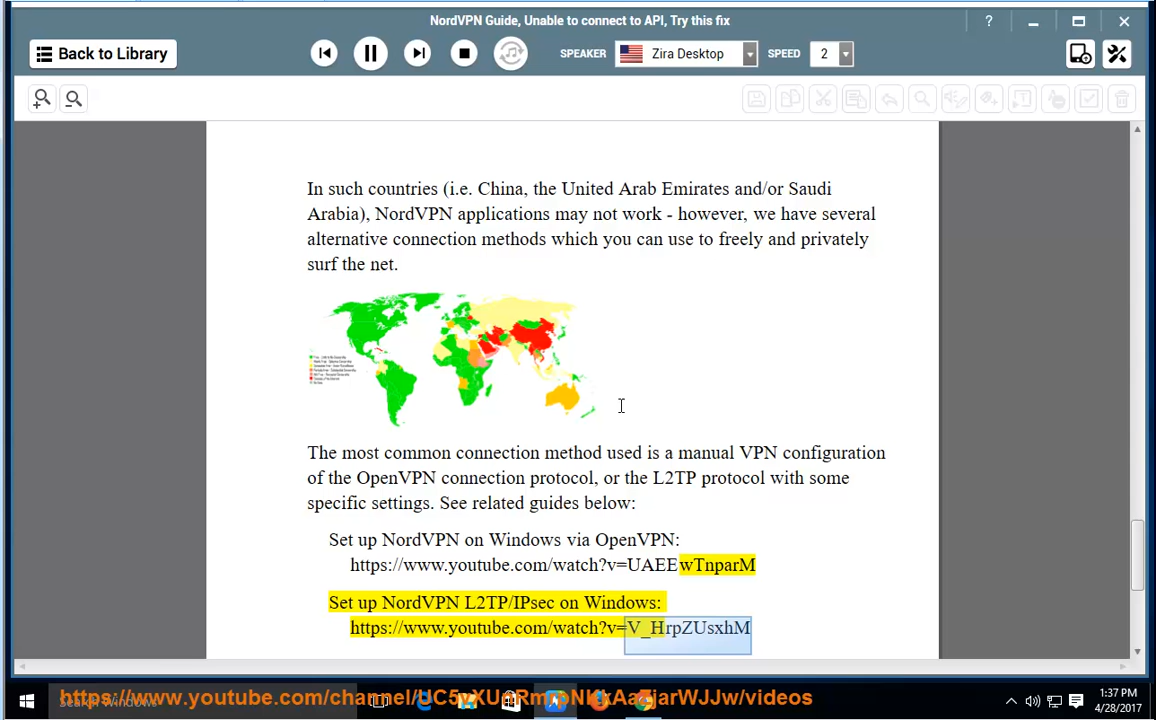 NordVPN Guide, Unable to connect to API, Try this fix
?
Back to Library
SPEAKER
Zira Desktop
SPEED
2
In such countries (i.e. China, the United Arab Emirates and/or Saudi
Arabia), NordVPN applications may not work - however, we have several
alternative connection methods which you can use to freely and privately
surf the net.
The most common connection method used is a manual VPN configuration
of the OpenVPN connection protocol, or the L2TP protocol with some
specific settings. See related guides below:
Set up NordVPN on Windows via OpenVPN:
https://www.youtube.com/watch?v=UAEEwTnparM
Set up NordVPN L2TP/IPsec on Windows:
https://www.youtube.com/watch?v=V_HrpZUsxhM
Search Windows
1:37 PM
4/28/2017